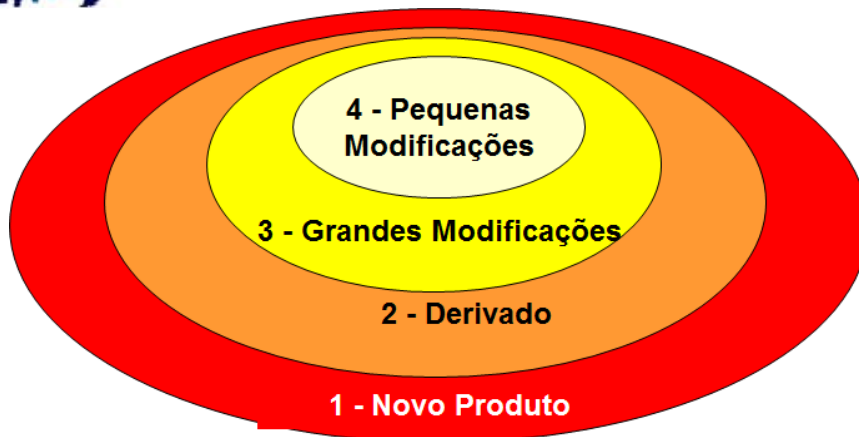 4 - Pequenas
Modificações
3 - Grandes Modificações
2 - Derivado
1 - Novo Produto